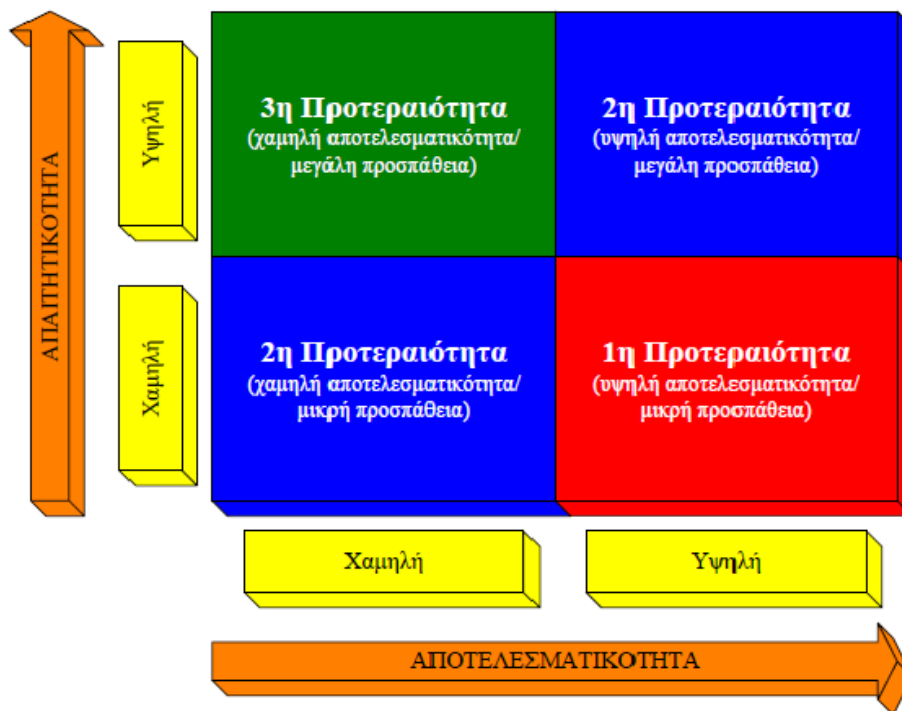 ΑΠΑΙΤΗΤΙΚΟΤΗΤΑ
Υψηλή
3η Προτεραιότητα
(χαμηλή αποτελεσματικότητα/
μεγάλη προσπάθεια)
2η Προτεραιότητα
(υψηλή αποτελεσματικότητα/
μεγάλη προσπάθεια)
Χαμηλή
2η Προτεραιότητα
(χαμηλή αποτελεσματικότητα/
μικρή προσπάθεια)
1η Προτεραιότητα
(υψηλή αποτελεσματικότητα/
μικρή προσπάθεια)
Χαμηλή
Υψηλή
ΑΠΟΤΕΛΕΣΜΑΤΙΚΟΤΗΤΑ